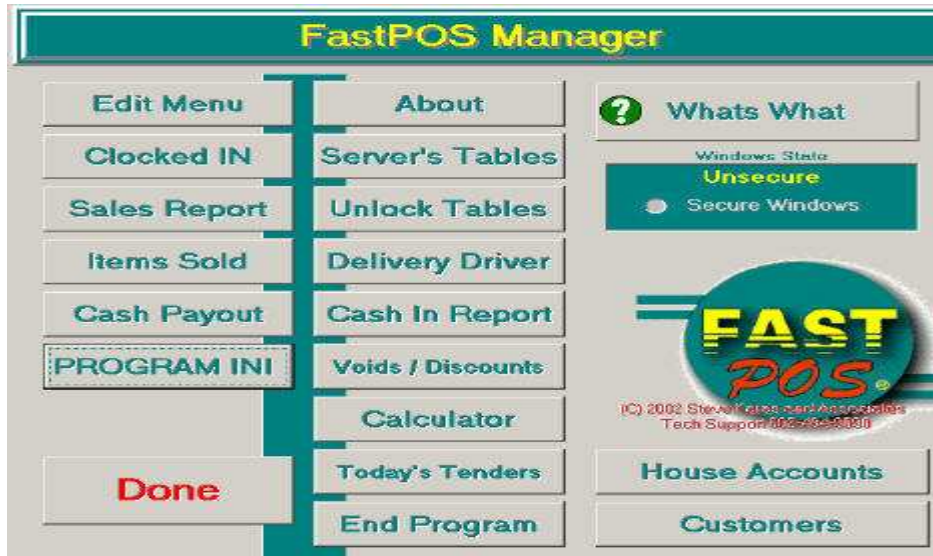 FastPOS Manager
Edit Menu
Clocked IN
Sales Report
Items Sold
Cash Payout
PROGRAM INI
Done
About
Server's Tables
Unlock Tables
Delivery Driver
Cash In Report
Voids / Discounts
Calculator
Today's Tenders
End Program
? Whats What
Windows State
Unsecure
Secure Windows
FAST
POS ®
(C) 2002 and Associates
Tech Support
House Accounts
Customers